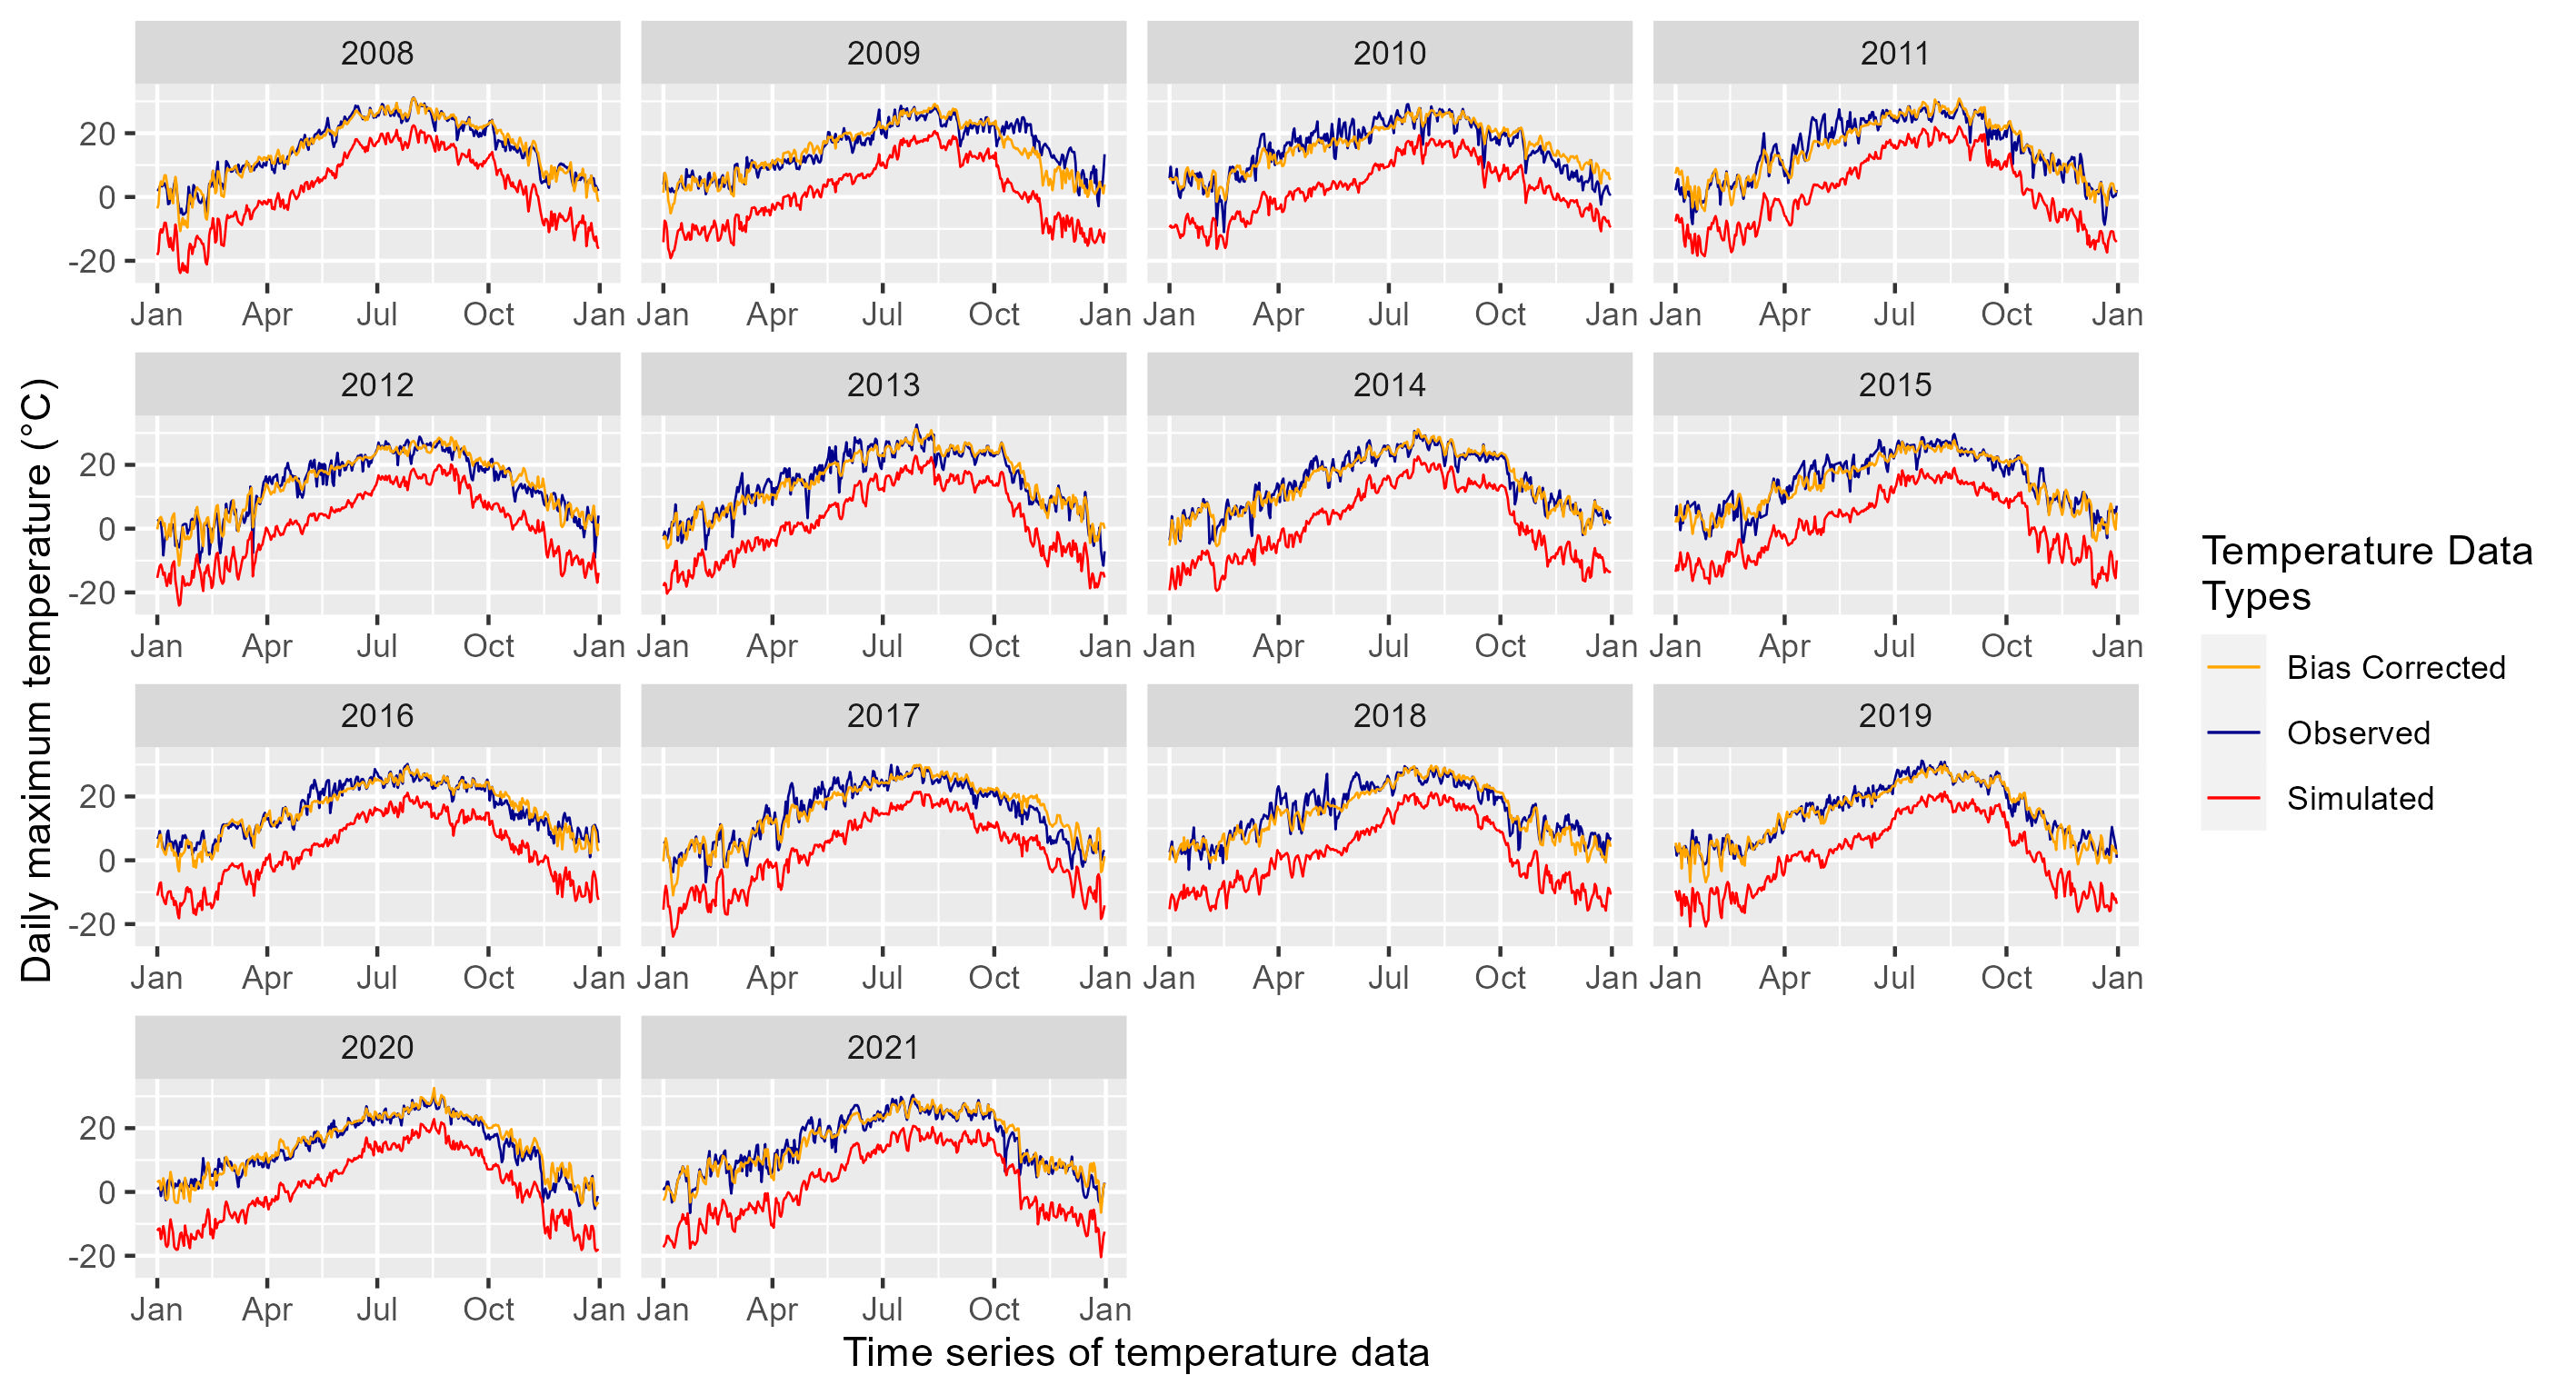 2008 2009 2010 2011
20
0
-20
Jan Apr Jul Oct Jan Jan Apr Jul Oct Jan Jan Apr Jul Oct Jan Jan Apr Jul Oct Jan
2012 2013 2014 2015
20
0
-20
Jan Apr Jul Oct Jan Jan Apr Jul Oct Jan Jan Apr Jul Oct Jan Jan Apr Jul Oct Jan
2016 2017 2018 2019
20
0
-20
Jan Apr Jul Oct Jan Jan Apr Jul Oct Jan Jan Apr Jul Oct Jan Jan Apr Jul Oct Jan
2020 2021
20
0
-20
Jan Apr Jul Oct Jan Jan Apr Jul Oct Jan
Daily maximum temperature (°C)
Time series of temperature data
Temperature Data
Types
Bias Corrected
Observed
Simulated